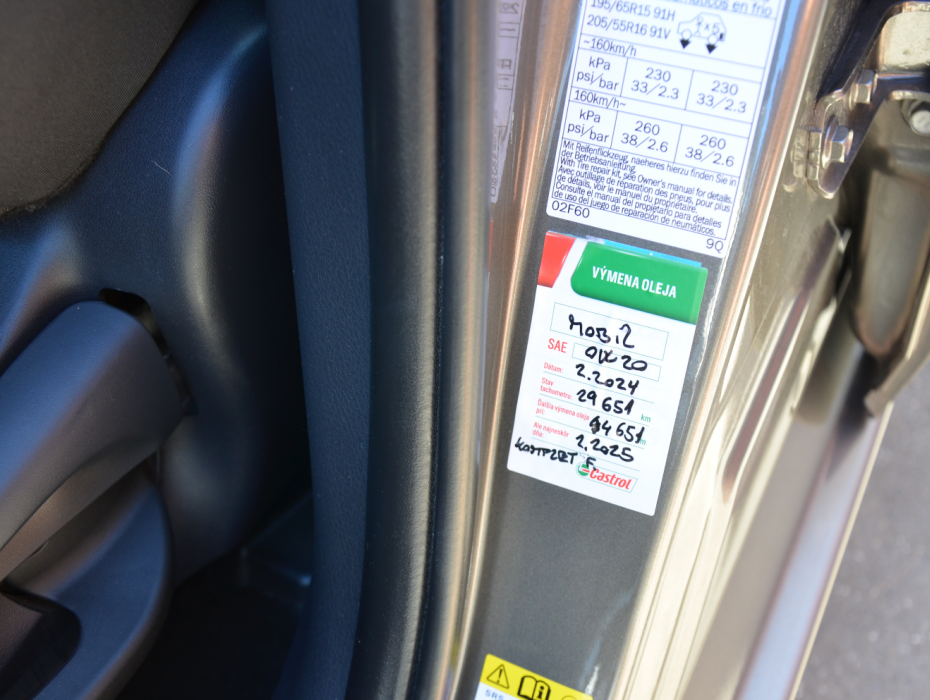 195/65R15 91H
205/55R16 91V
~160km/h
kPa 230 230
psi/bar 33/2.3 33/2.3
160km/h~
kPa 260 260
psi/bar 38/2.6 38/2.6
Mit Reifenflickzeug, naeheres hierzu finden Sie in
der Betriebsanleitung.
With Tire repair kit, see Owner's manual for details.
Avec outillage de réparation des pneus, pour plus
de détails, voir le manuel du propriétaire.
Consulte el manual del propietario para detalles
de uso del juego de reparación de neumáticos.
02F60
9Q
VÝMENA OLEJA
MOBIL
SAE 0W 20
Dátum: 2.2024
Stav
tachometra: 29 651 km
Ďalšia výmena oleja
pri: 44 651
Ale najneskôr
dňa: 2.2025
KOMPLET F.
Castrol
SRS